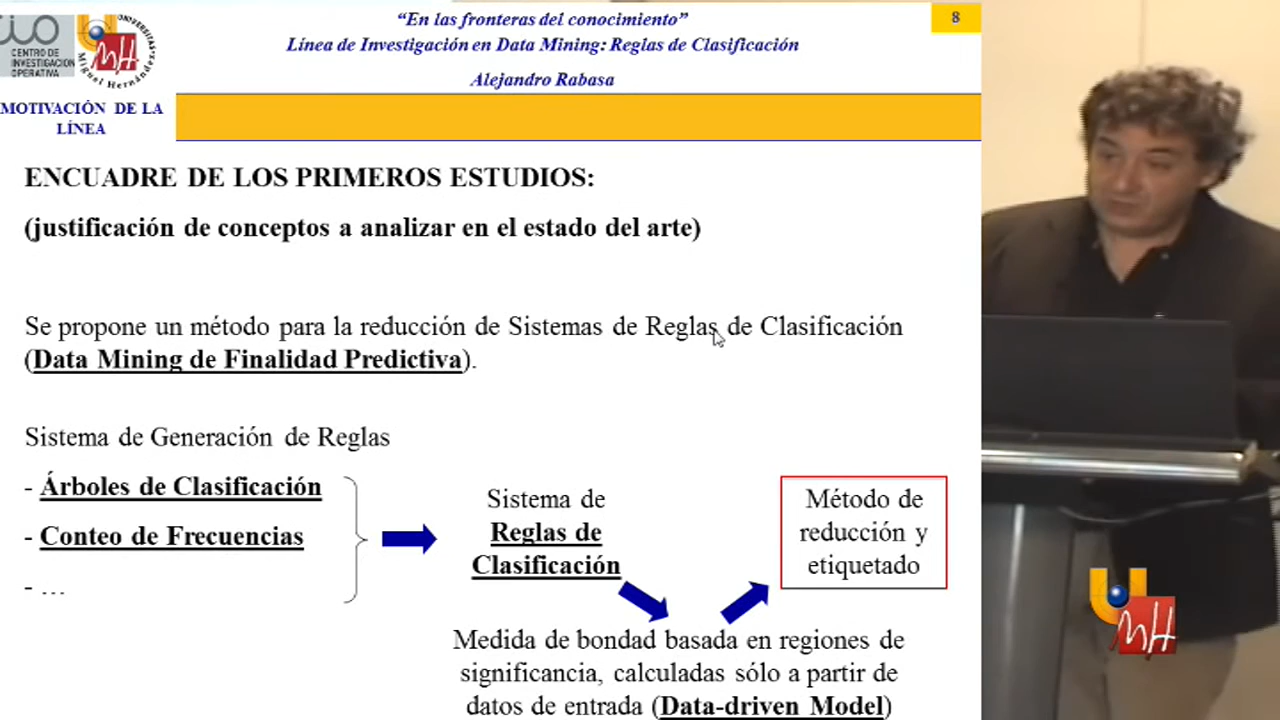 CENTRO DE
INVESTIGACIÓN
OPERATIVA
UNIVERSITAS
Miguel Hernández
MH
“En las fronteras del conocimiento”
Línea de Investigación en Data Mining: Reglas de Clasificación
Alejandro Rabasa
8
MOTIVACIÓN DE LA
LÍNEA
ENCUADRE DE LOS PRIMEROS ESTUDIOS:
(justificación de conceptos a analizar en el estado del arte)
Se propone un método para la reducción de Sistemas de Reglas de Clasificación
(Data Mining de Finalidad Predictiva).
Sistema de Generación de Reglas
- Árboles de Clasificación
- Conteo de Frecuencias
- …
Sistema de
Reglas de
Clasificación
Método de
reducción y
etiquetado
Medida de bondad basada en regiones de
significancia, calculadas sólo a partir de
datos de entrada (Data-driven Model)
U
MH